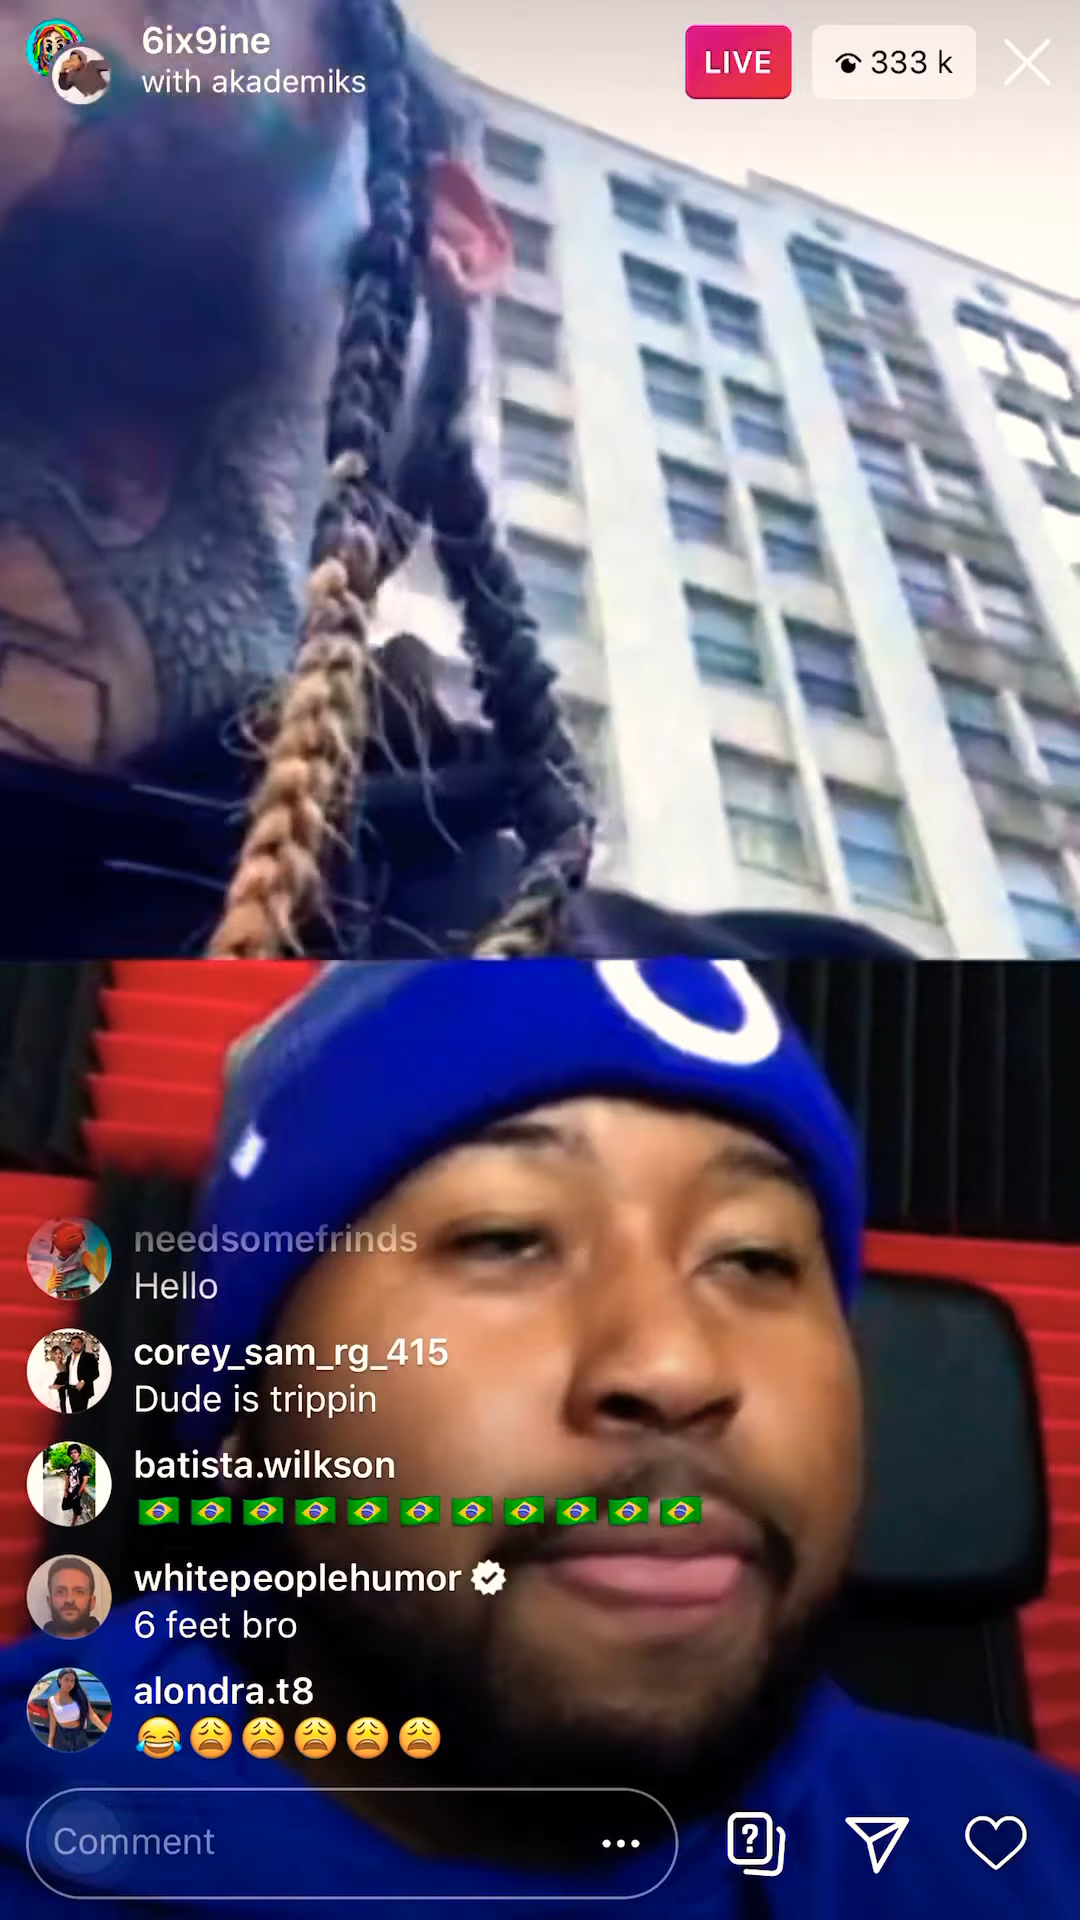 6ix9ine
with akademiks
LIVE
333 k
needsomefrinds
Hello
corey_sam_rg_415
Dude is trippin
batista.wilkson
🇧🇷🇧🇷🇧🇷🇧🇷🇧🇷🇧🇷🇧🇷🇧🇷🇧🇷🇧🇷🇧🇷
whitepeoplehumor
6 feet bro
alondra.t8
😂😩😩😩😩😩
Comment